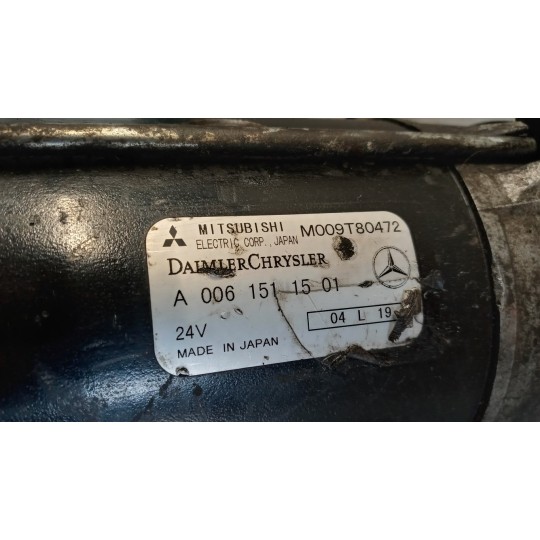 MITSUBISHI M009T80472
ELECTRIC CORP., JAPAN
DAIMLERCHRYSLER
A 006 151 15 01
24V 04 L 19
MADE IN JAPAN